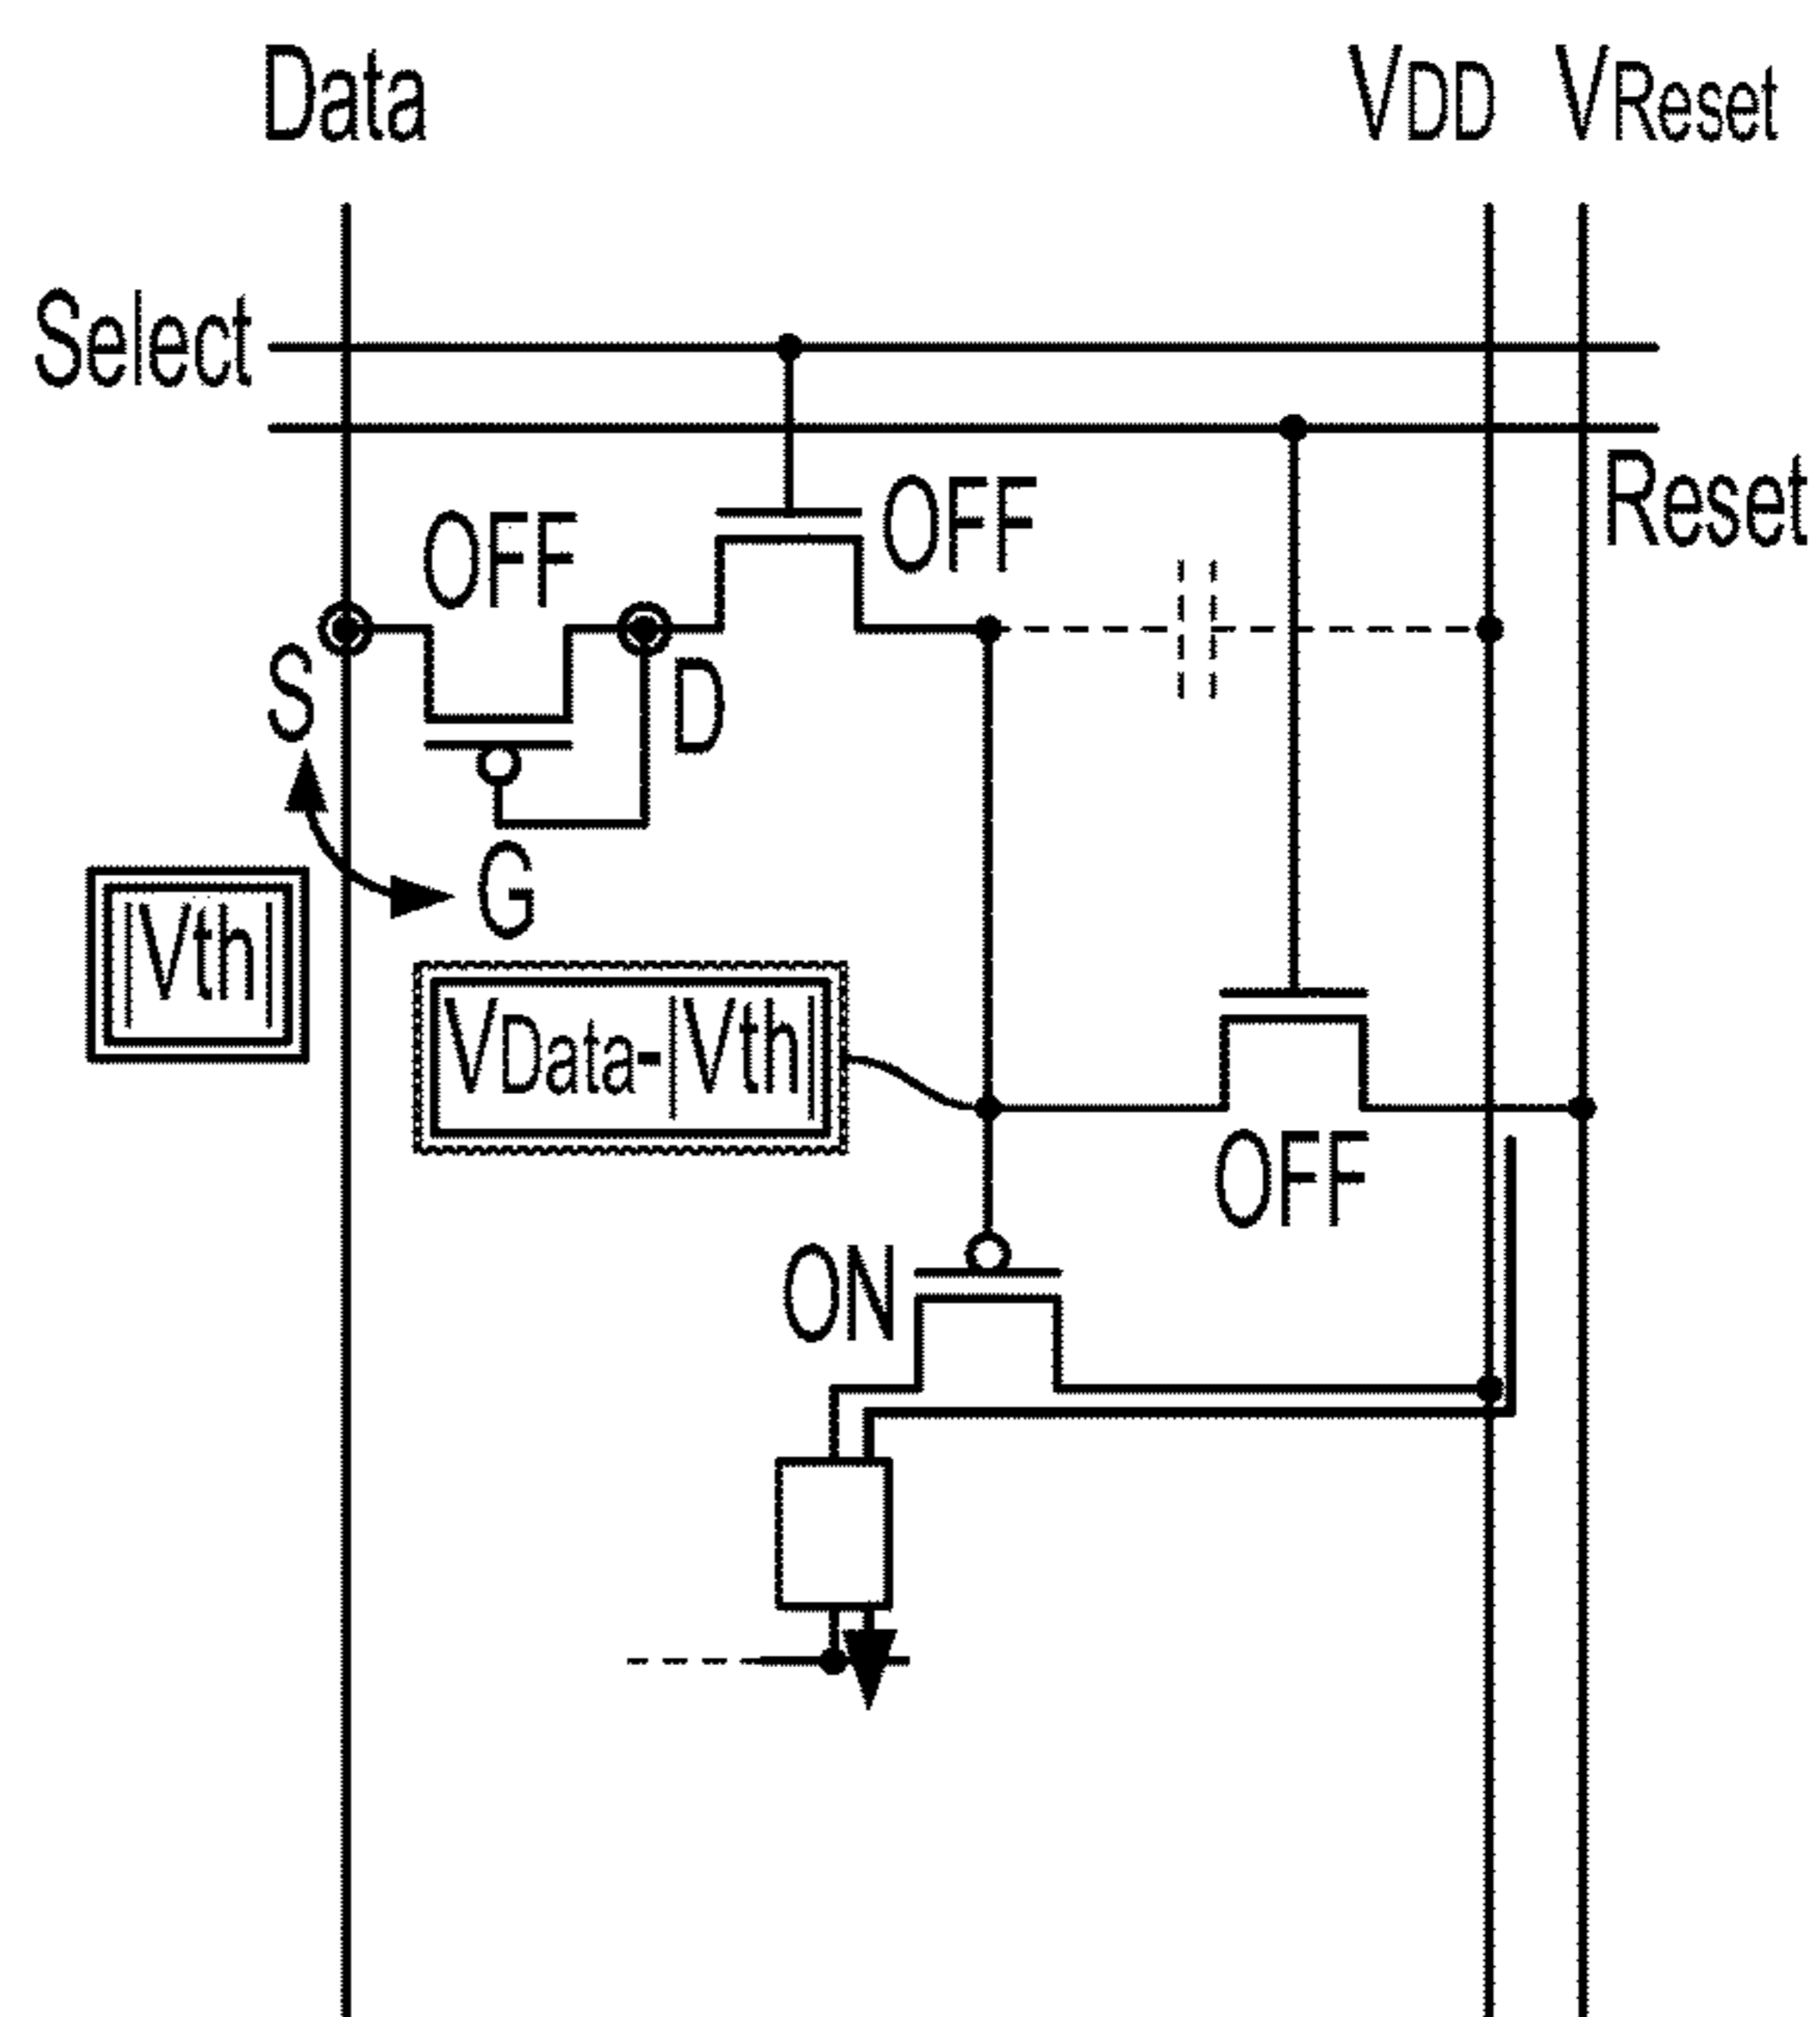 Data
VDD VReset
Select
Reset
OFF
OFF
S
D
G
|Vth|
VData-|Vth|
OFF
ON